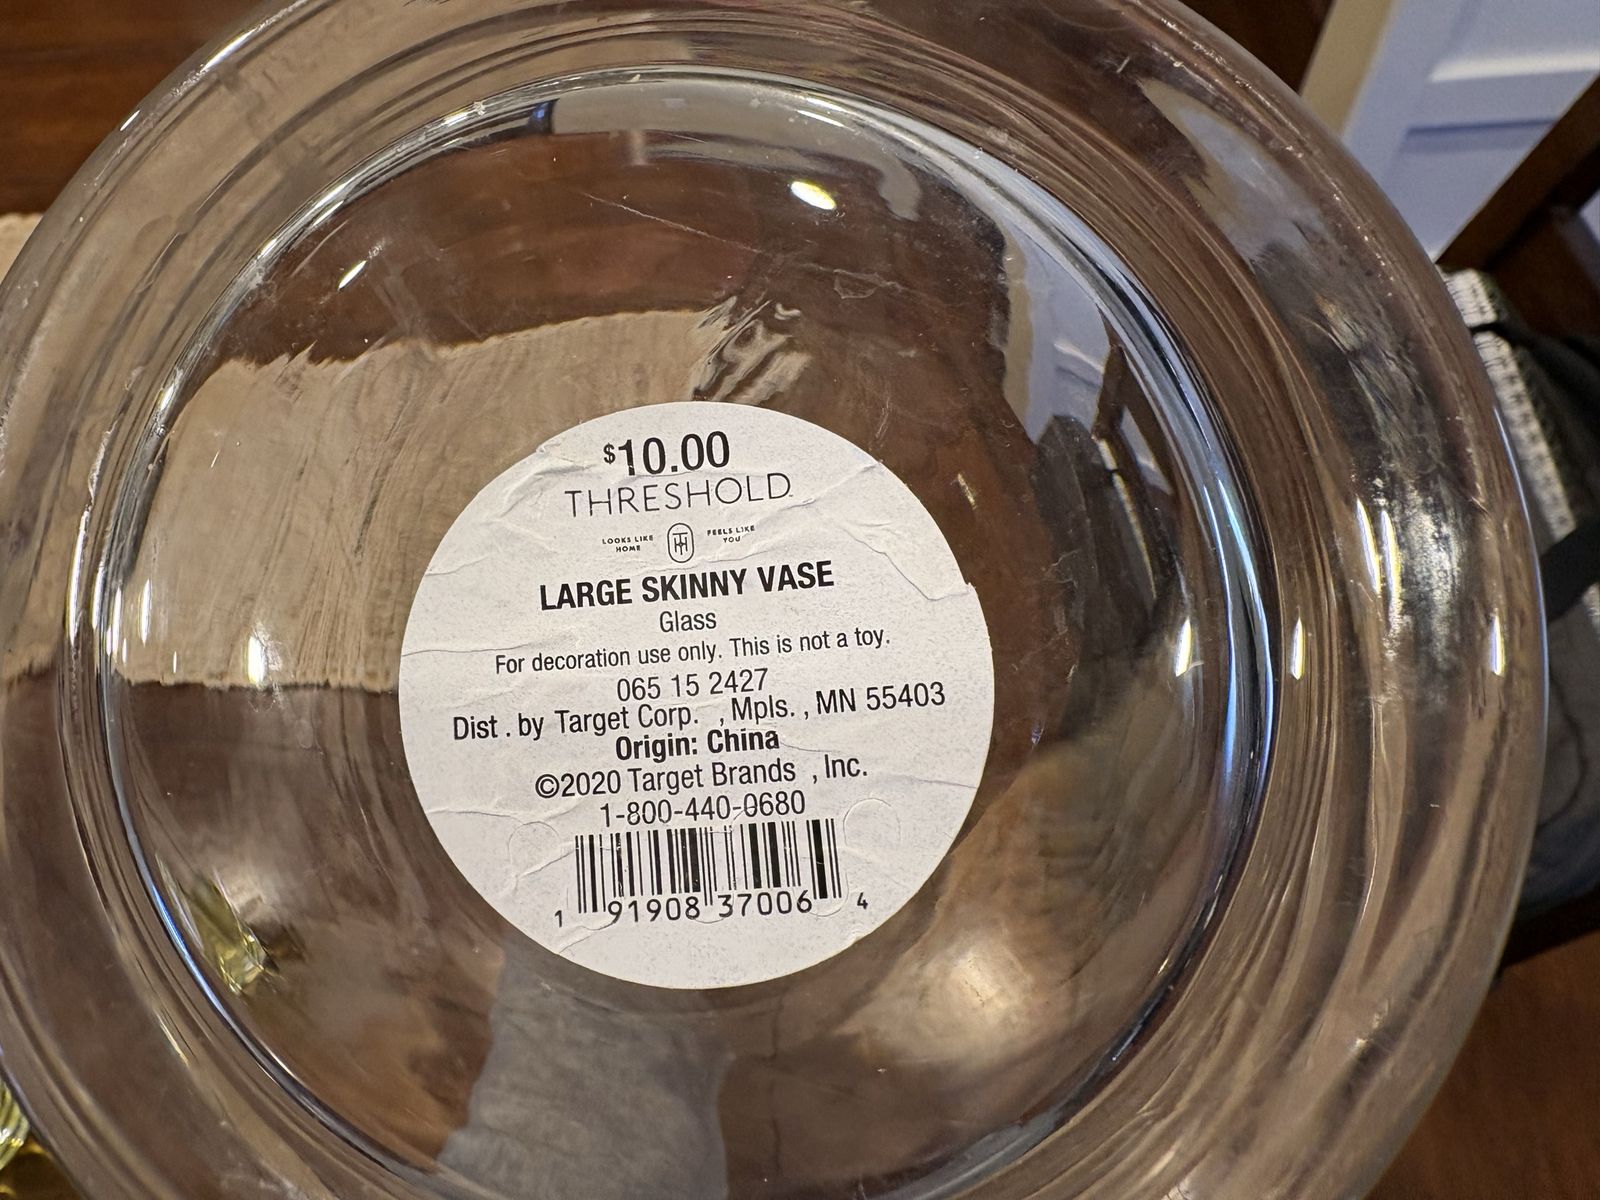 $10.00
THRESHOLD
LOOKS LIKE HOME TH FEELS LIKE YOU
LARGE SKINNY VASE
Glass
For decoration use only. This is not a toy.
065 15 2427
Dist . by Target Corp. , Mpls. , MN 55403
Origin: China
©2020 Target Brands , Inc.
1-800-440-0680
1 91908 37006 4